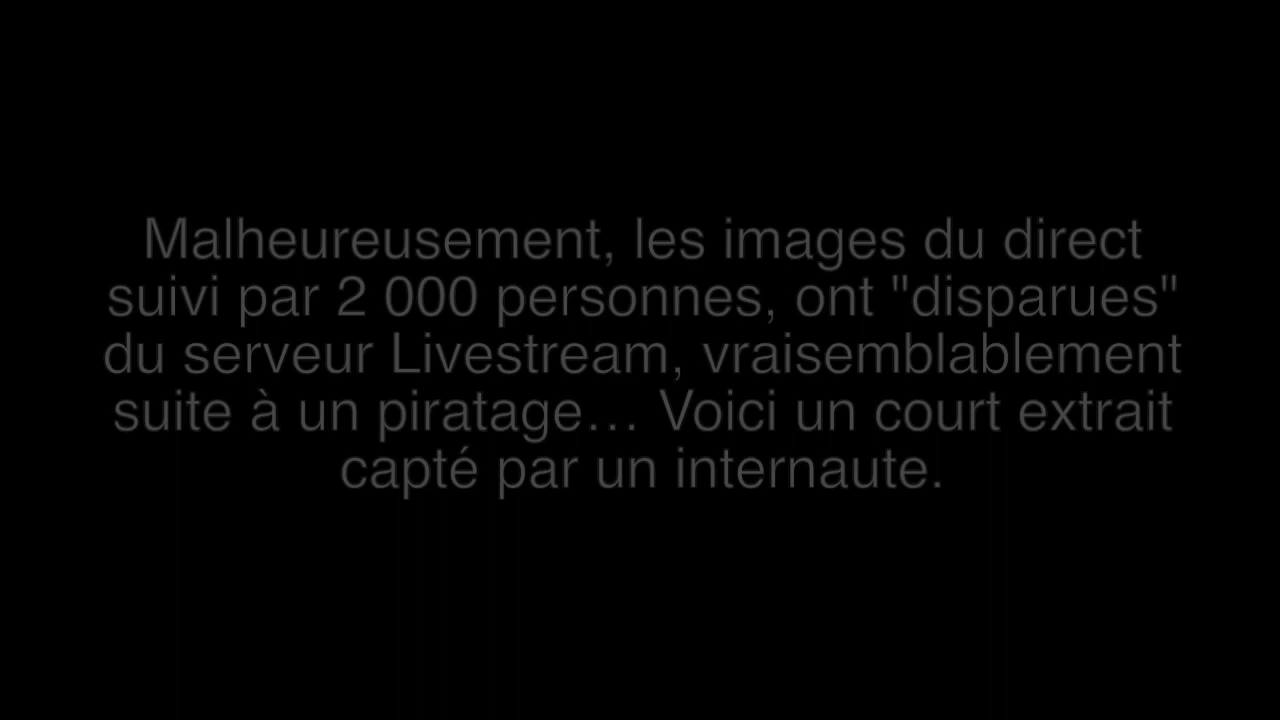 Malheureusement, les images du direct
suivi par 2 000 personnes, ont "disparues"
du serveur Livestream, vraisemblablement
suite à un piratage… Voici un court extrait
capté par un internaute.